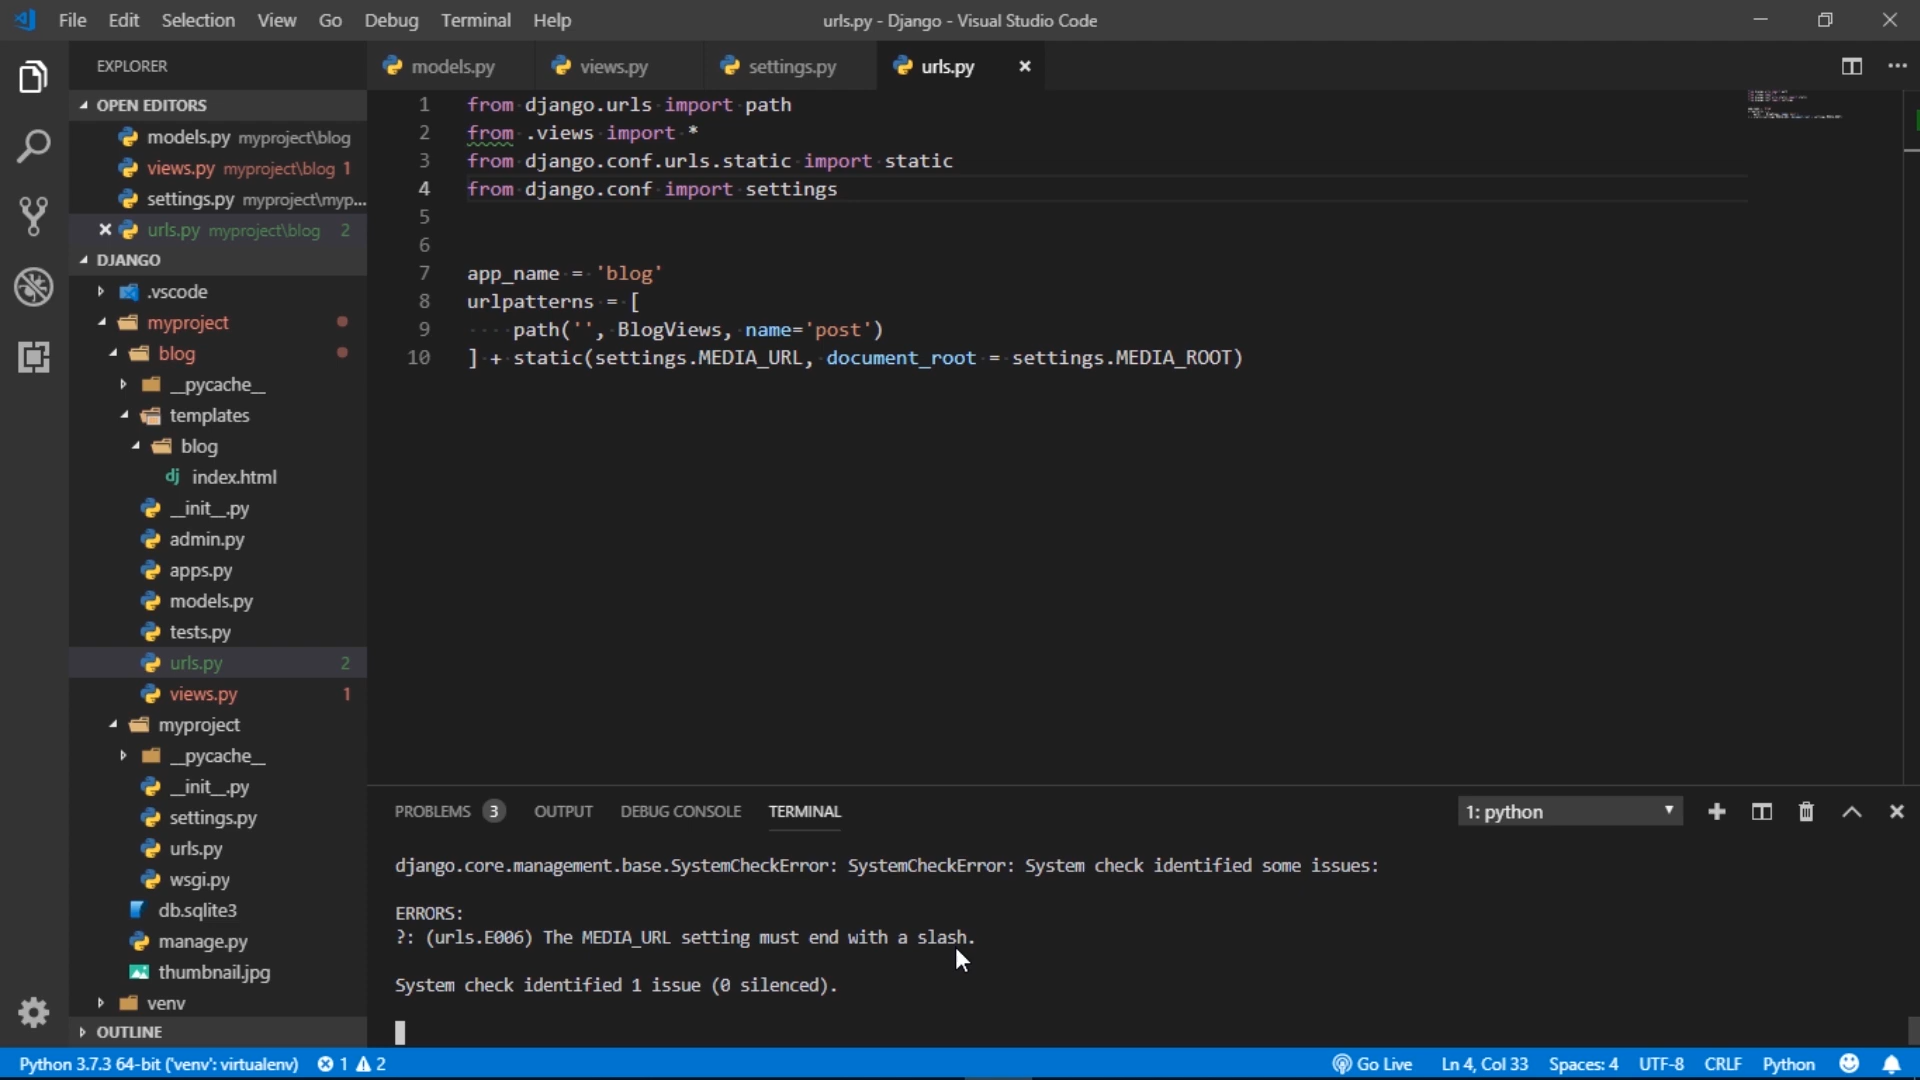 File Edit Selection View Go Debug Terminal Help
urls.py - Django - Visual Studio Code
EXPLORER
models.py views.py settings.py urls.py
OPEN EDITORS
models.py myproject\blog
views.py myproject\blog 1
settings.py myproject\myp...
urls.py myproject\blog 2
DJANGO
.vscode
myproject
blog
__pycache__
templates
blog
dj index.html
__init__.py
admin.py
apps.py
models.py
tests.py
urls.py 2
views.py 1
myproject
__pycache__
__init__.py
settings.py
urls.py
wsgi.py
db.sqlite3
manage.py
thumbnail.jpg
venv
OUTLINE
1 from django.urls import path
2 from .views import *
3 from django.conf.urls.static import static
4 from django.conf import settings
5
6
7 app_name = 'blog'
8 urlpatterns = [
9     path('', BlogViews, name='post')
10 ] + static(settings.MEDIA_URL, document_root = settings.MEDIA_ROOT)
PROBLEMS 3 OUTPUT DEBUG CONSOLE TERMINAL
1: python
django.core.management.base.SystemCheckError: SystemCheckError: System check identified some issues:
ERRORS:
?: (urls.E006) The MEDIA_URL setting must end with a slash.
System check identified 1 issue (0 silenced).
Python 3.7.3 64-bit ('venv': virtualenv) 1 2
Go Live Ln 4, Col 33 Spaces: 4 UTF-8 CRLF Python